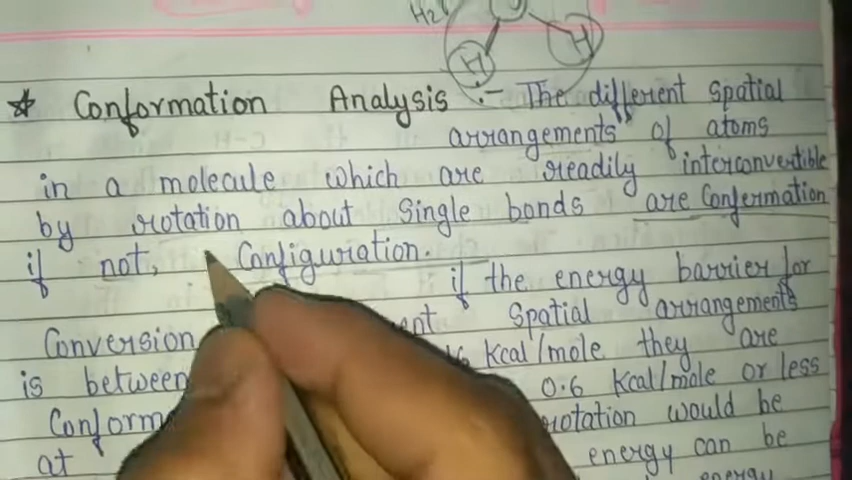 H2
H H
☆ Conformation Analysis :- The different spatial
arrangements of atoms
in a molecule which are readily interconvertible
by rotation about single bonds are Confermation
if not, Configuration.
if the energy barrier for
Conversion Spatial arrangements
is between Kcal/mole they are
0.6 Kcal/mole or less
rotation would be
at energy can be
energy